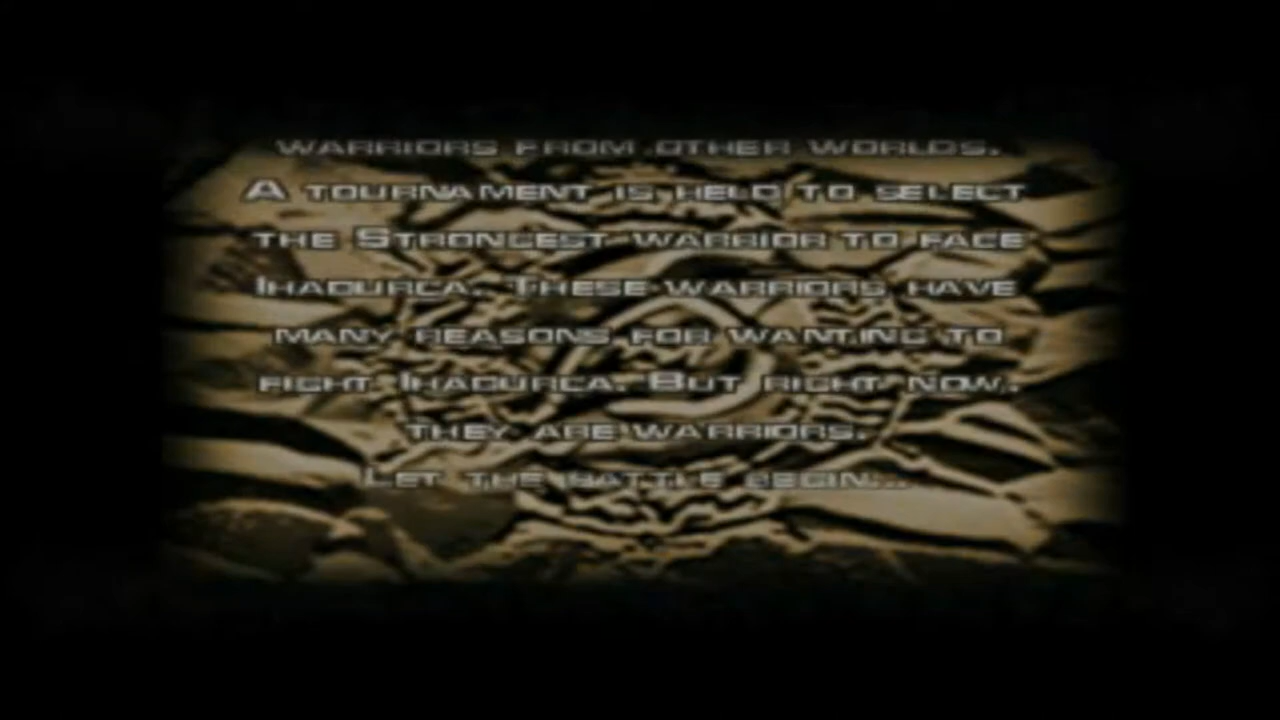 WARRIORS FROM OTHER WORLDS.
A TOURNAMENT IS HELD TO SELECT
THE STRONGEST WARRIOR TO FACE
IHADURCA. THESE WARRIORS HAVE
MANY REASONS FOR WANTING TO
FIGHT IHADURCA. BUT RIGHT NOW,
THEY ARE WARRIORS.
LET THE BATTLE BEGIN...